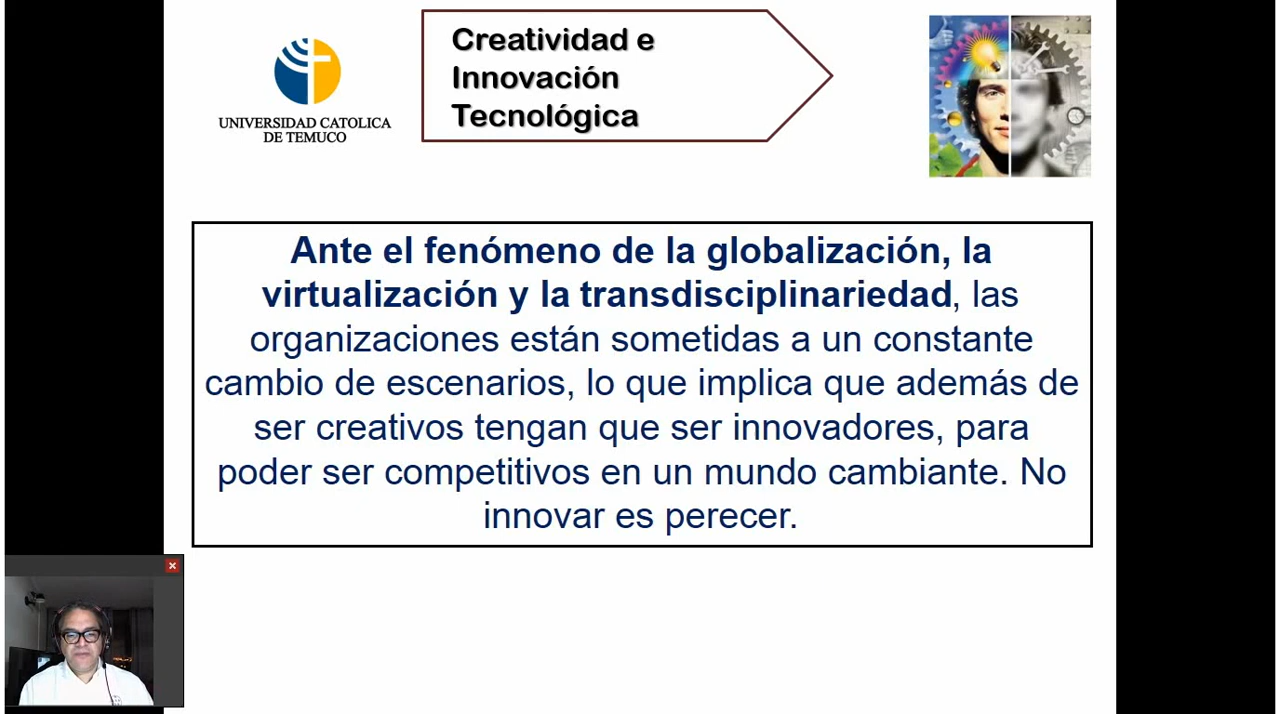 UNIVERSIDAD CATOLICA
DE TEMUCO
Creatividad e
Innovación
Tecnológica
Ante el fenómeno de la globalización, la
virtualización y la transdisciplinariedad, las
organizaciones están sometidas a un constante
cambio de escenarios, lo que implica que además de
ser creativos tengan que ser innovadores, para
poder ser competitivos en un mundo cambiante. No
innovar es perecer.